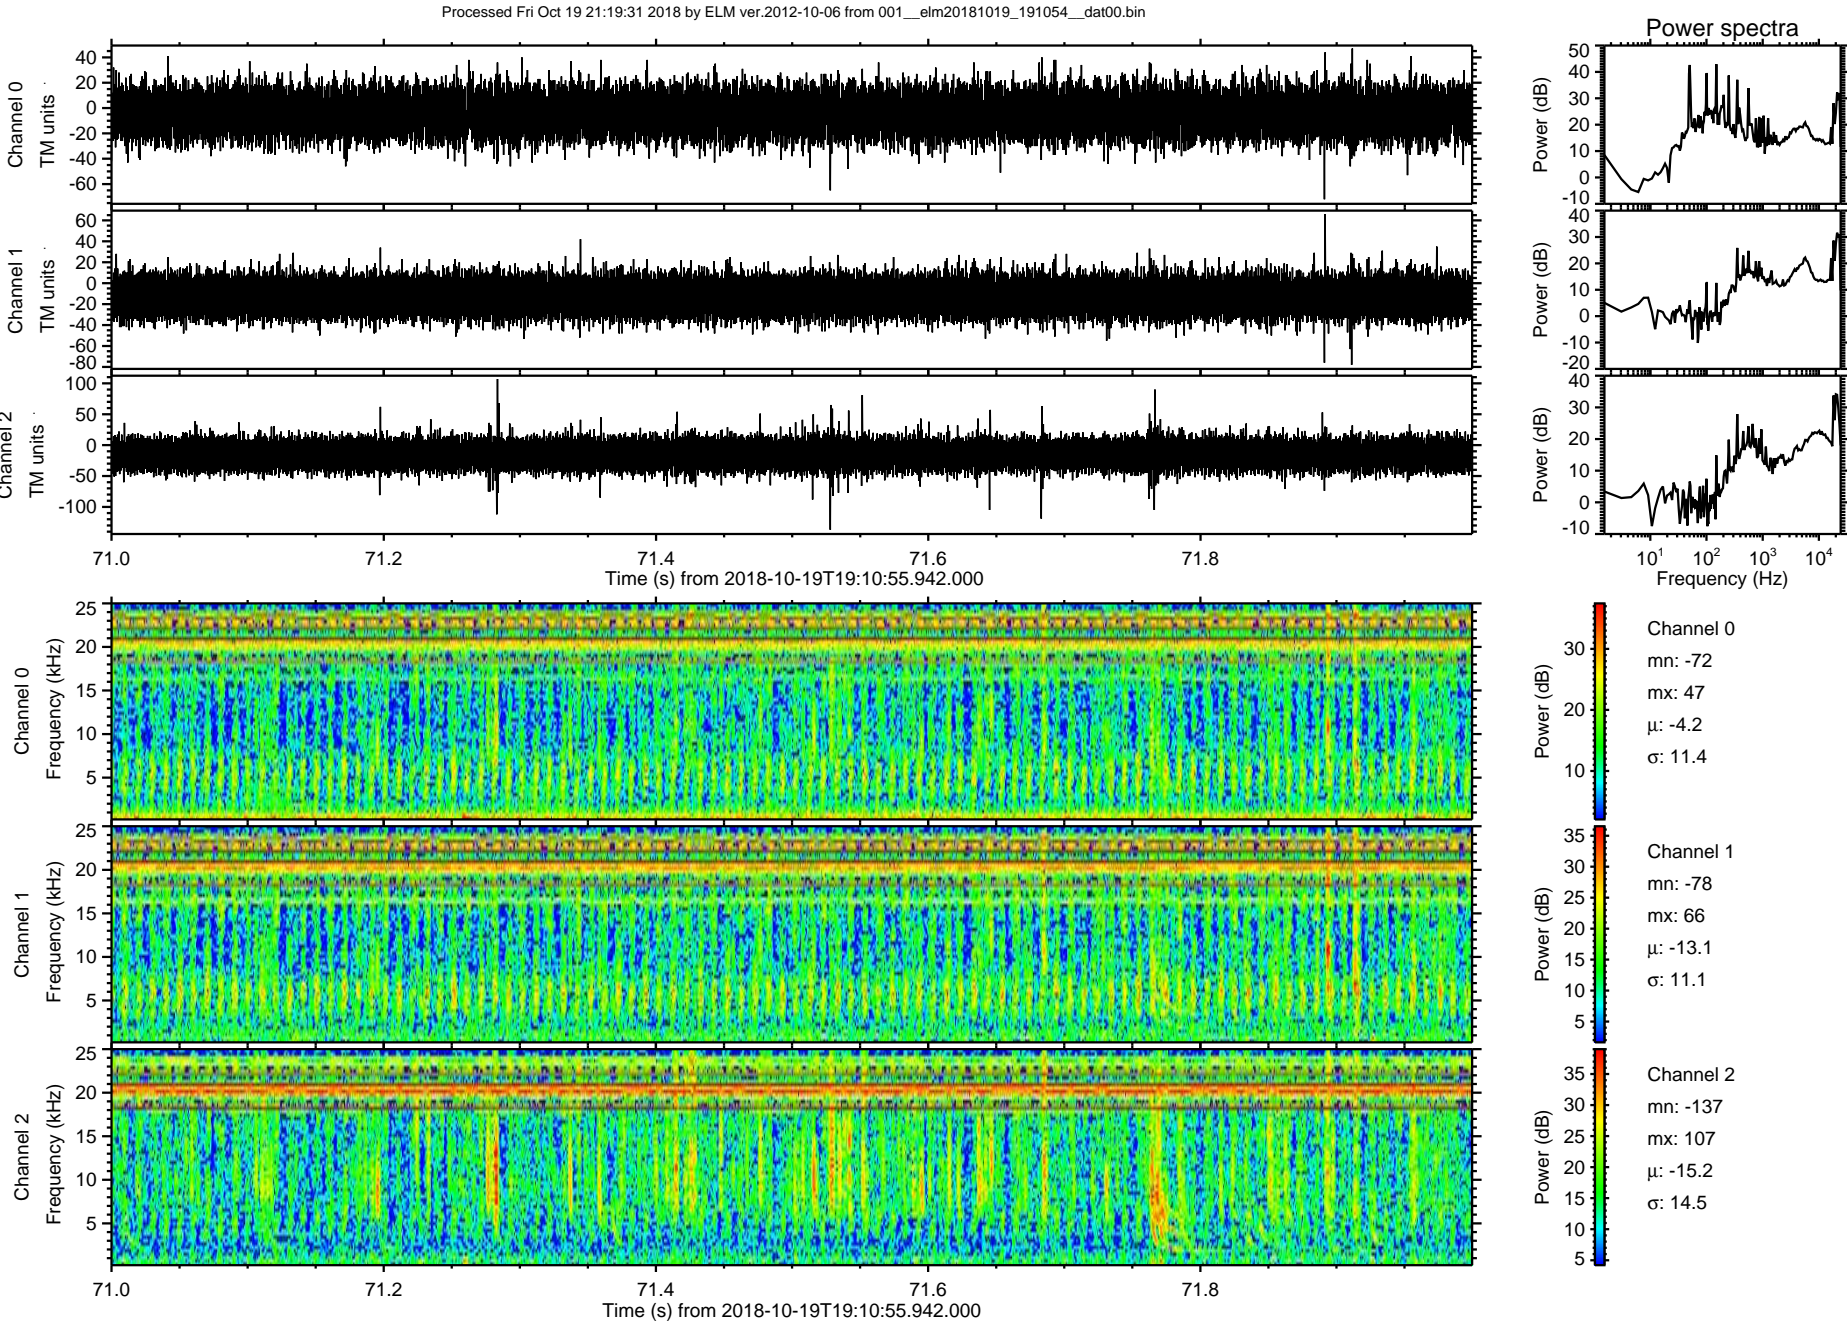 Processed Fri Oct 19 21:19:31 2018 by ELM ver.2012-10-06 from 001__elm20181019_191054__dat00.bin
Power spectra
Channel 0
TM units
40
20
0
-20
-40
-60
Power (dB)
50
40
30
20
10
0
-10
Channel 1
TM units
60
40
20
0
-20
-40
-60
-80
Power (dB)
40
30
20
10
0
-10
-20
Channel 2
TM units
100
50
0
-50
-100
Power (dB)
40
30
20
10
0
-10
71.0 71.2 71.4 71.6 71.8
Time (s) from 2018-10-19T19:10:55.942.000
10^1 10^2 10^3 10^4
Frequency (Hz)
Channel 0
Frequency (kHz)
25
20
15
10
5
Power (dB)
30
20
10
Channel 0
mn: -72
mx: 47
μ: -4.2
σ: 11.4
Channel 1
Frequency (kHz)
25
20
15
10
5
Power (dB)
35
30
25
20
15
10
5
Channel 1
mn: -78
mx: 66
μ: -13.1
σ: 11.1
Channel 2
Frequency (kHz)
25
20
15
10
5
Power (dB)
35
30
25
20
15
10
5
Channel 2
mn: -137
mx: 107
μ: -15.2
σ: 14.5
71.0 71.2 71.4 71.6 71.8
Time (s) from 2018-10-19T19:10:55.942.000